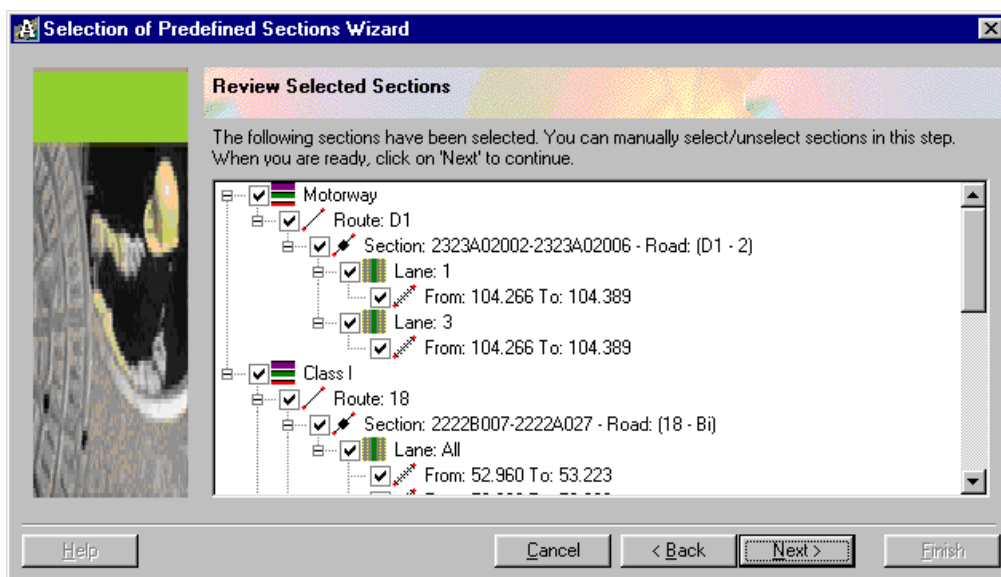 Selection of Predefined Sections Wizard
Review Selected Sections
The following sections have been selected. You can manually select/unselect sections in this step.
When you are ready, click on 'Next' to continue.
Motorway
Route: D1
Section: 2323A02002-2323A02006 - Road: (D1 - 2)
Lane: 1
From: 104.266 To: 104.389
Lane: 3
From: 104.266 To: 104.389
Class I
Route: 18
Section: 2222B007-2222A027 - Road: (18 - Bi)
Lane: All
From: 52.960 To: 53.223
Help
Cancel
< Back
Next >
Finish